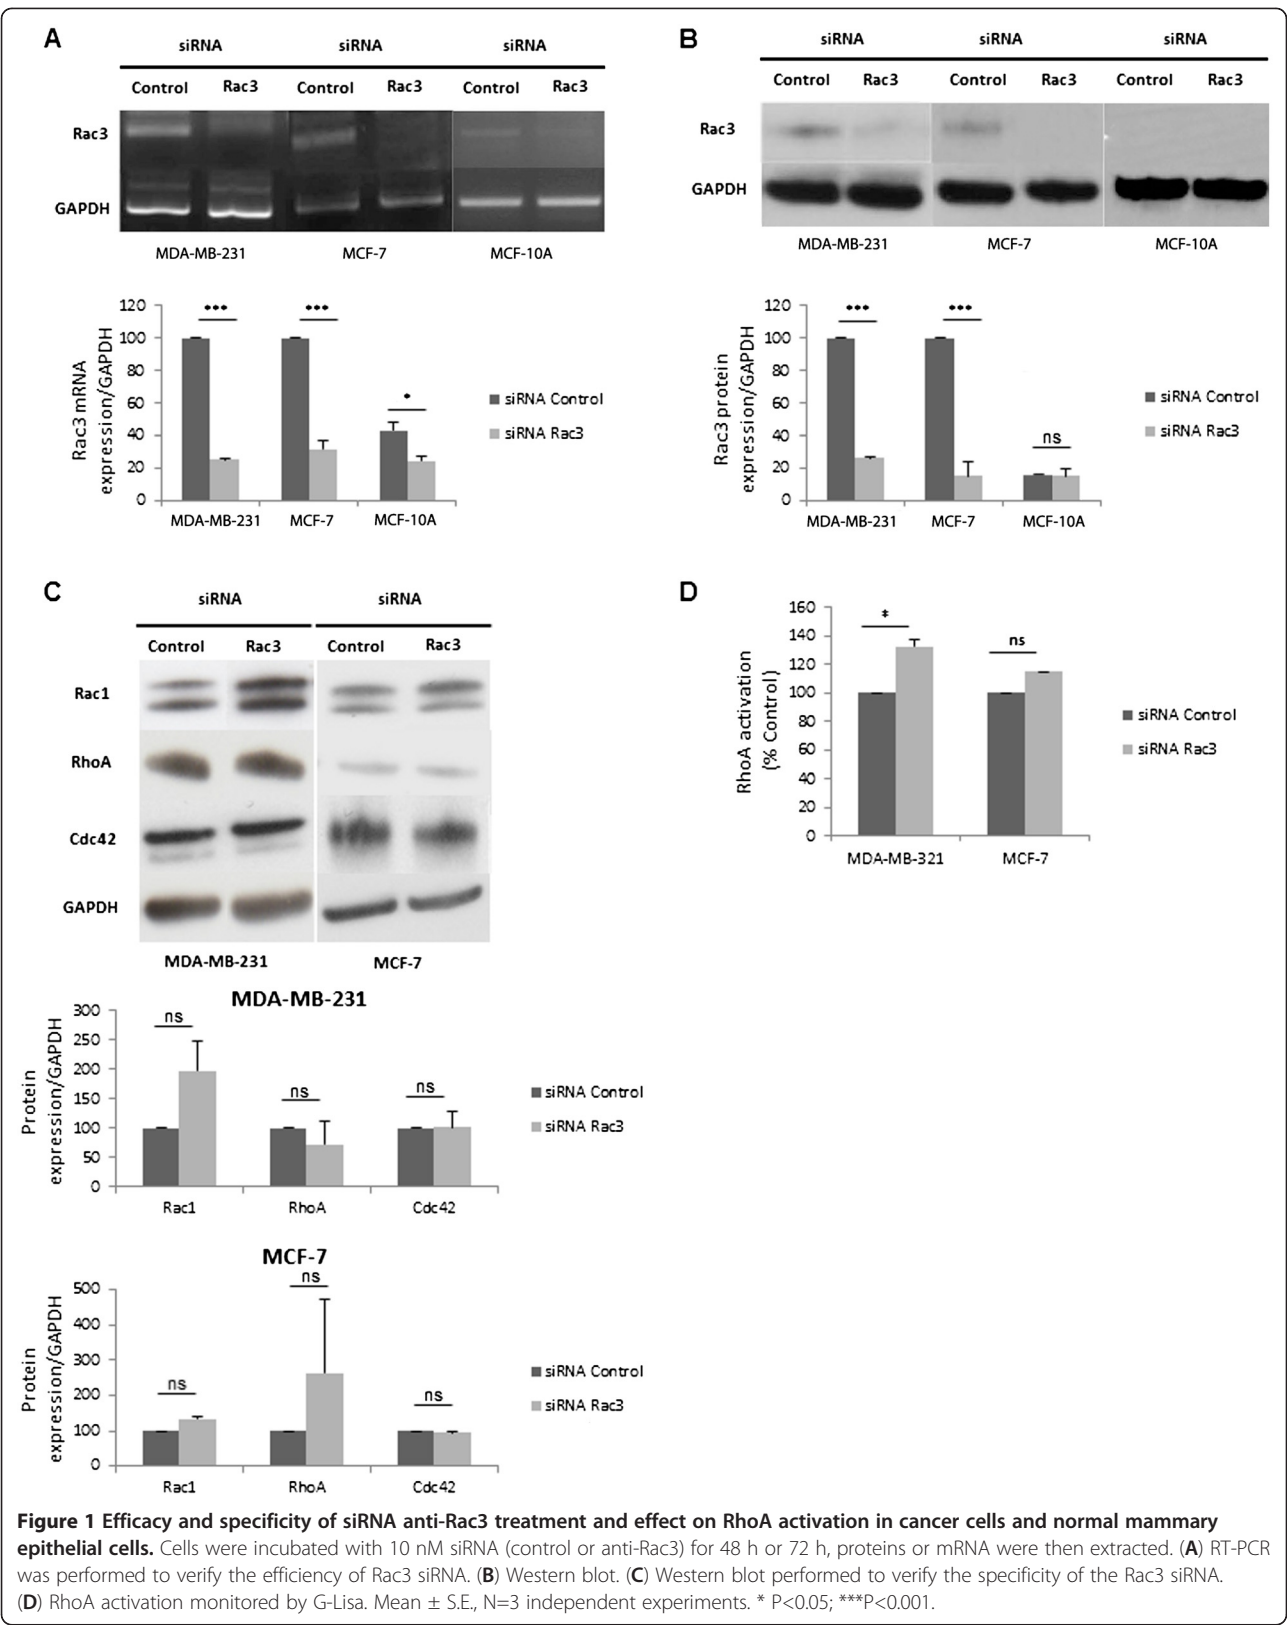 A
siRNA siRNA siRNA
Control Rac3 Control Rac3 Control Rac3
Rac3
GAPDH
MDA-MB-231 MCF-7 MCF-10A
Rac3 mRNA
expression/GAPDH
120
100
80
60
40
20
0
*** *** *
MDA-MB-231 MCF-7 MCF-10A
siRNA Control
siRNA Rac3
B
siRNA siRNA siRNA
Control Rac3 Control Rac3 Control Rac3
Rac3
GAPDH
MDA-MB-231 MCF-7 MCF-10A
Rac3 protein
expression/GAPDH
120
100
80
60
40
20
0
*** *** ns
MDA-MB-231 MCF-7 MCF-10A
siRNA Control
siRNA Rac3
C
siRNA siRNA
Control Rac3 Control Rac3
Rac1
RhoA
Cdc42
GAPDH
MDA-MB-231 MCF-7
MDA-MB-231
Protein
expression/GAPDH
300
250
200
150
100
50
0
ns ns ns
Rac1 RhoA Cdc42
siRNA Control
siRNA Rac3
MCF-7
Protein
expression/GAPDH
500
400
300
200
100
0
ns ns ns
Rac1 RhoA Cdc42
siRNA Control
siRNA Rac3
D
RhoA activation
(% Control)
160
140
120
100
80
60
40
20
0
* ns
MDA-MB-321 MCF-7
siRNA Control
siRNA Rac3
Figure 1 Efficacy and specificity of siRNA anti-Rac3 treatment and effect on RhoA activation in cancer cells and normal mammary
epithelial cells. Cells were incubated with 10 nM siRNA (control or anti-Rac3) for 48 h or 72 h, proteins or mRNA were then extracted. (A) RT-PCR
was performed to verify the efficiency of Rac3 siRNA. (B) Western blot. (C) Western blot performed to verify the specificity of the Rac3 siRNA.
(D) RhoA activation monitored by G-Lisa. Mean ± S.E., N=3 independent experiments. * P<0.05; ***P<0.001.